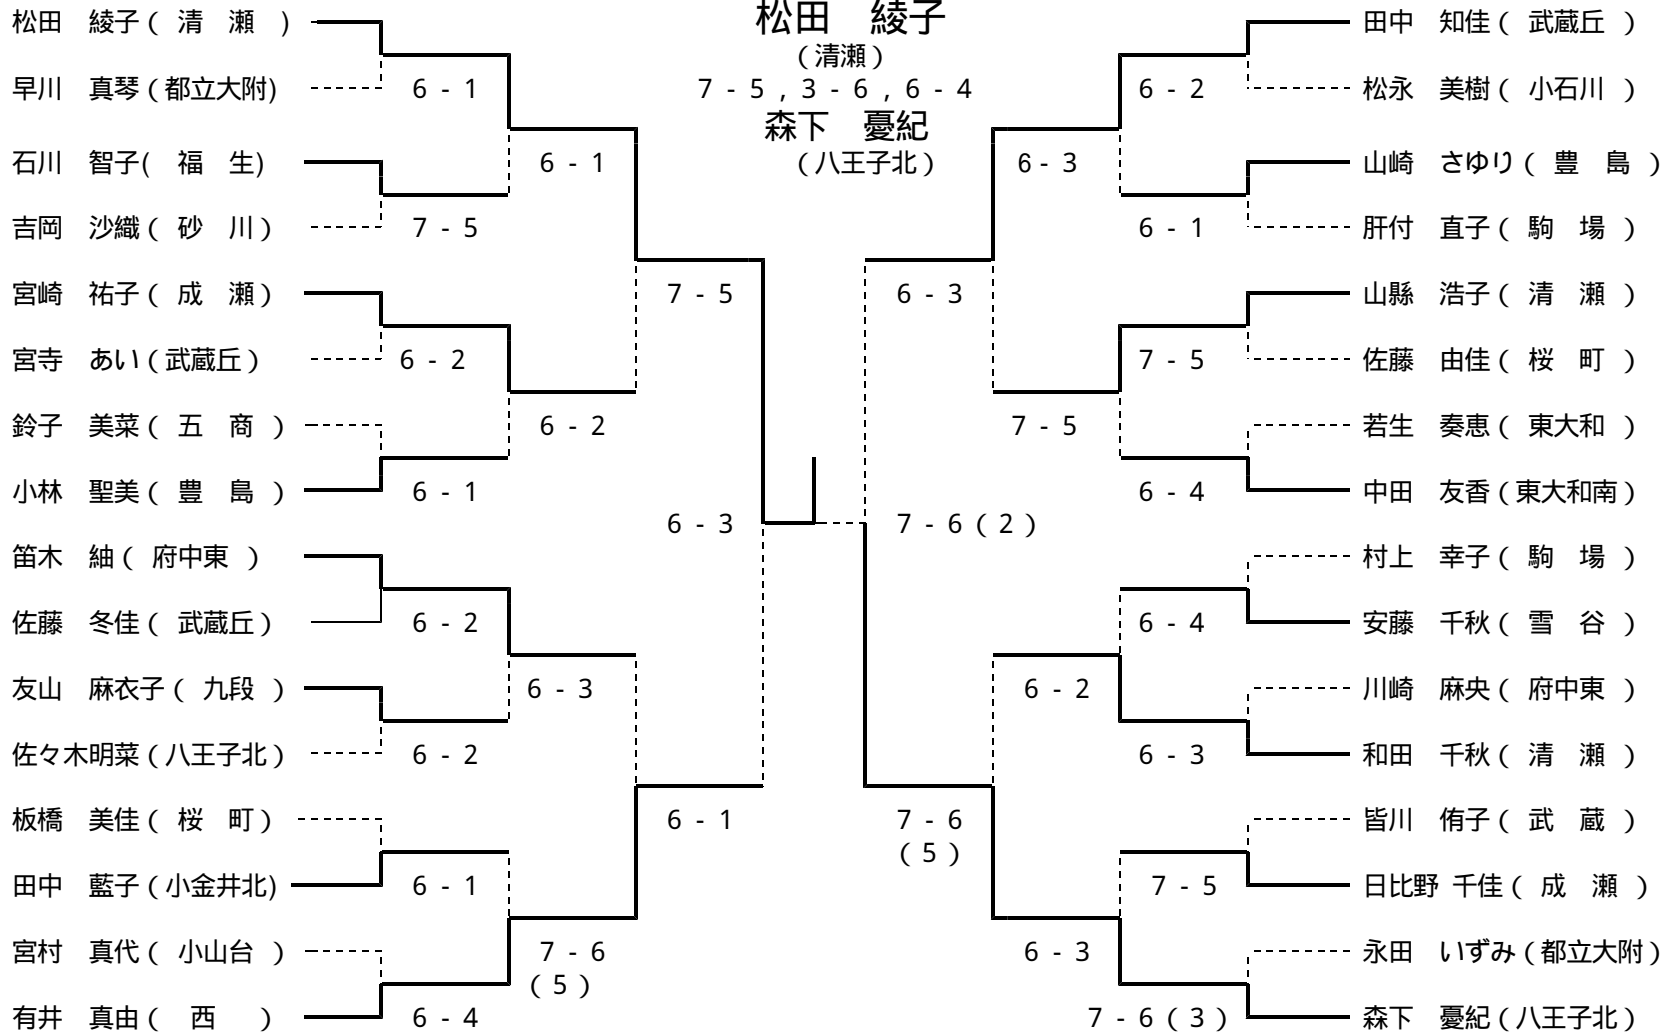 松田　綾子
（清瀬）
7 - 5 , 3 - 6 , 6 - 4
森下　憂紀
（八王子北）
松田　綾子（ 清　瀬　）
早川　真琴（都立大附)
6 - 1
石川　智子(　福　生)
吉岡　沙織（ 砂　川）
7 - 5
6 - 1
宮崎　祐子（ 成　瀬）
宮寺　あい（武蔵丘）
6 - 2
鈴子　美菜（ 五　商 ）
小林　聖美（ 豊　島 ）
6 - 1
6 - 2
7 - 5
笛木　紬（ 府中東 ）
佐藤　冬佳（ 武蔵丘）
6 - 2
友山　麻衣子（ 九段 ）
佐々木明菜（八王子北）
6 - 2
6 - 3
板橋　美佳（ 桜　町）
田中　藍子（小金井北)
6 - 1
宮村　真代（ 小山台 ）
有井　真由（　西　）
6 - 4
7 - 6
（5）
6 - 1
6 - 3
田中　知佳（ 武蔵丘 ）
松永　美樹（ 小石川 ）
6 - 2
山崎　さゆり（ 豊　島 ）
肝付　直子（ 駒　場 ）
6 - 1
6 - 3
山縣　浩子（ 清　瀬 ）
佐藤　由佳（ 桜　町 ）
7 - 5
若生　奏恵（ 東大和 ）
中田　友香（東大和南）
6 - 4
7 - 5
6 - 3
村上　幸子（ 駒　場 ）
安藤　千秋（ 雪　谷 ）
6 - 4
川崎　麻央（ 府中東 ）
和田　千秋（ 清　瀬 ）
6 - 3
6 - 2
皆川　侑子（ 武　蔵 ）
日比野 千佳（ 成　瀬 ）
7 - 5
永田　いずみ（都立大附）
森下　憂紀（八王子北）
7 - 6（3）
6 - 3
7 - 6
（5）
7 - 6（2）